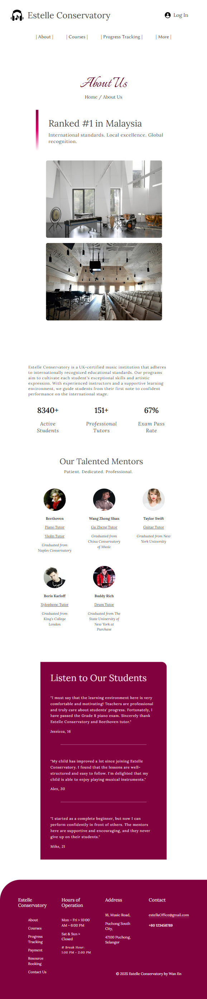 Estelle Conservatory
Log In
| About |
| Courses |
| Progress Tracking |
| More |
About Us
Home / About Us
Ranked #1 in Malaysia
International standards. Local excellence. Global
recognition.
Estelle Conservatory is a UK-certified music institution that adheres
to internationally recognized educational standards. Our programs
aim to cultivate each student's exceptional skills and artistic
expression. With experienced instructors and a supportive learning
environment, we guide students from their first note to confident
performance on the international stage.
8340+
Active
Students
151+
Professional
Tutors
67%
Exam Pass
Rate
Our Talented Mentors
Patient. Dedicated. Professional.
Beethoven
Piano Tutor
Violin Tutor
Graduated from
Naples Conservatory
Wang Zhong Shan
Gu Zheng Tutor
Graduated from
China Conservatory
of Music
Taylor Swift
Guitar Tutor
Graduated from New
York University
Boris Karloff
Xylophone Tutor
Graduated from
King's College
London
Buddy Rich
Drum Tutor
Graduated from The
State University of
New York at
Purchase
Listen to Our Students
"I must say that the learning environment here is very
comfortable and motivating! Teachers are professional
and truly care about students' progress. Fortunately, I
have passed the Grade 8 piano exam. Sincerely thank
Estelle Conservatory and Beethoven tutor."
Jessicca, 16
"My child has improved a lot since joining Estelle
Conservatory. I found that the lessons are well-
structured and easy to follow. I'm delighted that my
child is able to enjoy playing musical instruments."
Alex, 30
"I started as a complete beginner, but now I can
perform confidently in front of others. The mentors
here are supportive and encouraging, and they never
give up on their students."
Mike, 21
Estelle
Conservatory
About
Courses
Progress
Tracking
Payment
Resource
Booking
Contact Us
Hours of
Operation
Mon - Fri > 10:00
AM - 6:00 PM
Sat & Sun >
Closed
# Break Hour:
1:00 PM - 2:00 PM
Address
16, Music Road,
Puchong South
City,
47100 Puchong,
Selangor
Contact
estellaOffice@gmail.com
+60 123456789
© 2025 Estelle Conservatory by Wan En